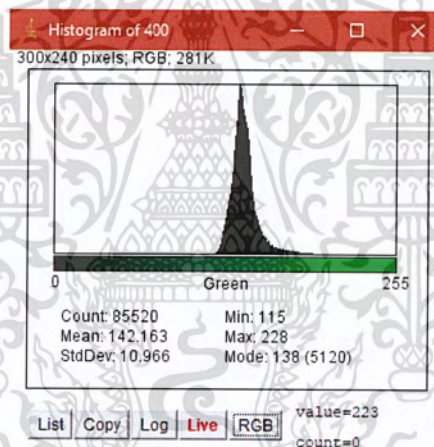 Histogram of 400
300x240 pixels; RGB; 281K
0 Green 255
Count: 85520 Min: 115
Mean: 142.163 Max: 228
StdDev: 10.966 Mode: 138 (5120)
List Copy Log Live RGB value=223
count=0